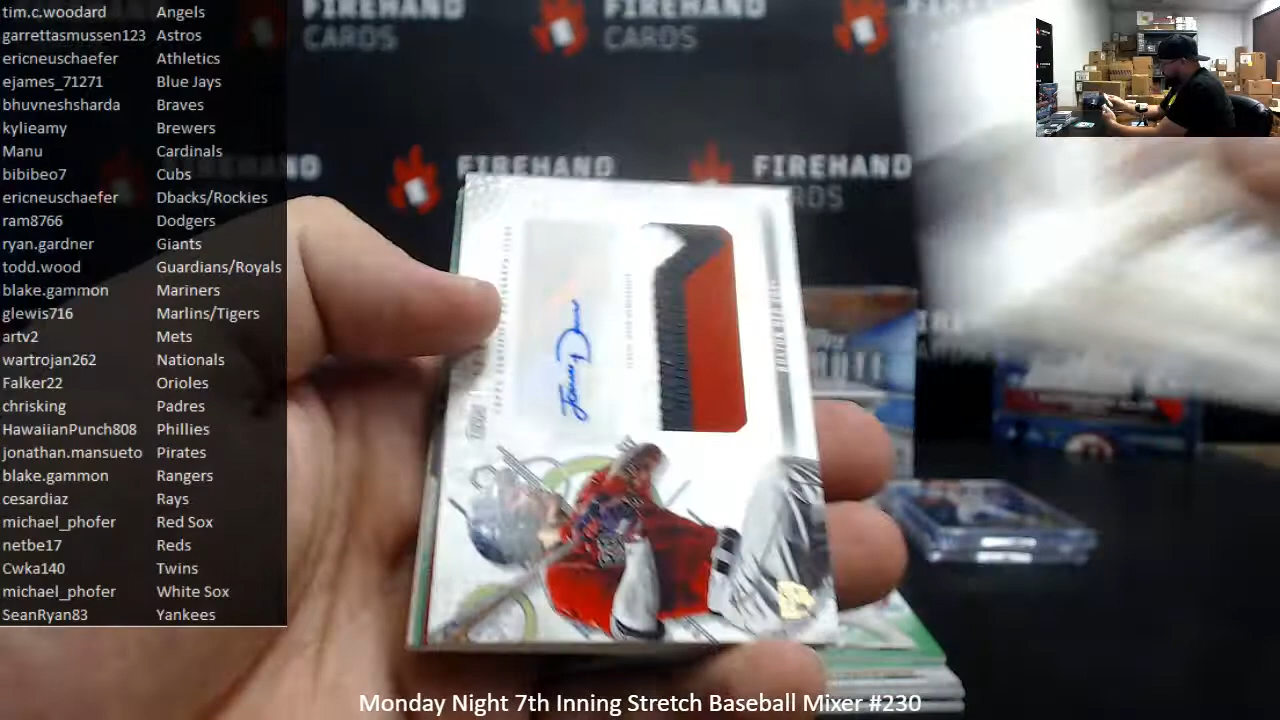 tim.c.woodard Angels
garrettasmussen123 Astros
ericneuschaefer Athletics
ejames_71271 Blue Jays
bhuvneshsharda Braves
kylieamy Brewers
Manu Cardinals
bibibeo7 Cubs
ericneuschaefer Dbacks/Rockies
ram8766 Dodgers
ryan.gardner Giants
todd.wood Guardians/Royals
blake.gammon Mariners
glewis716 Marlins/Tigers
artv2 Mets
wartrojan262 Nationals
Falker22 Orioles
chrisking Padres
HawaiianPunch808 Phillies
jonathan.mansueto Pirates
blake.gammon Rangers
cesardiaz Rays
michael_phofer Red Sox
netbe17 Reds
Cwka140 Twins
michael_phofer White Sox
SeanRyan83 Yankees
FIREHAND
CARDS
FIREHAND
CARDS
FIREHAND
FIREHAND
CARDS
Monday Night 7th Inning Stretch Baseball Mixer #230